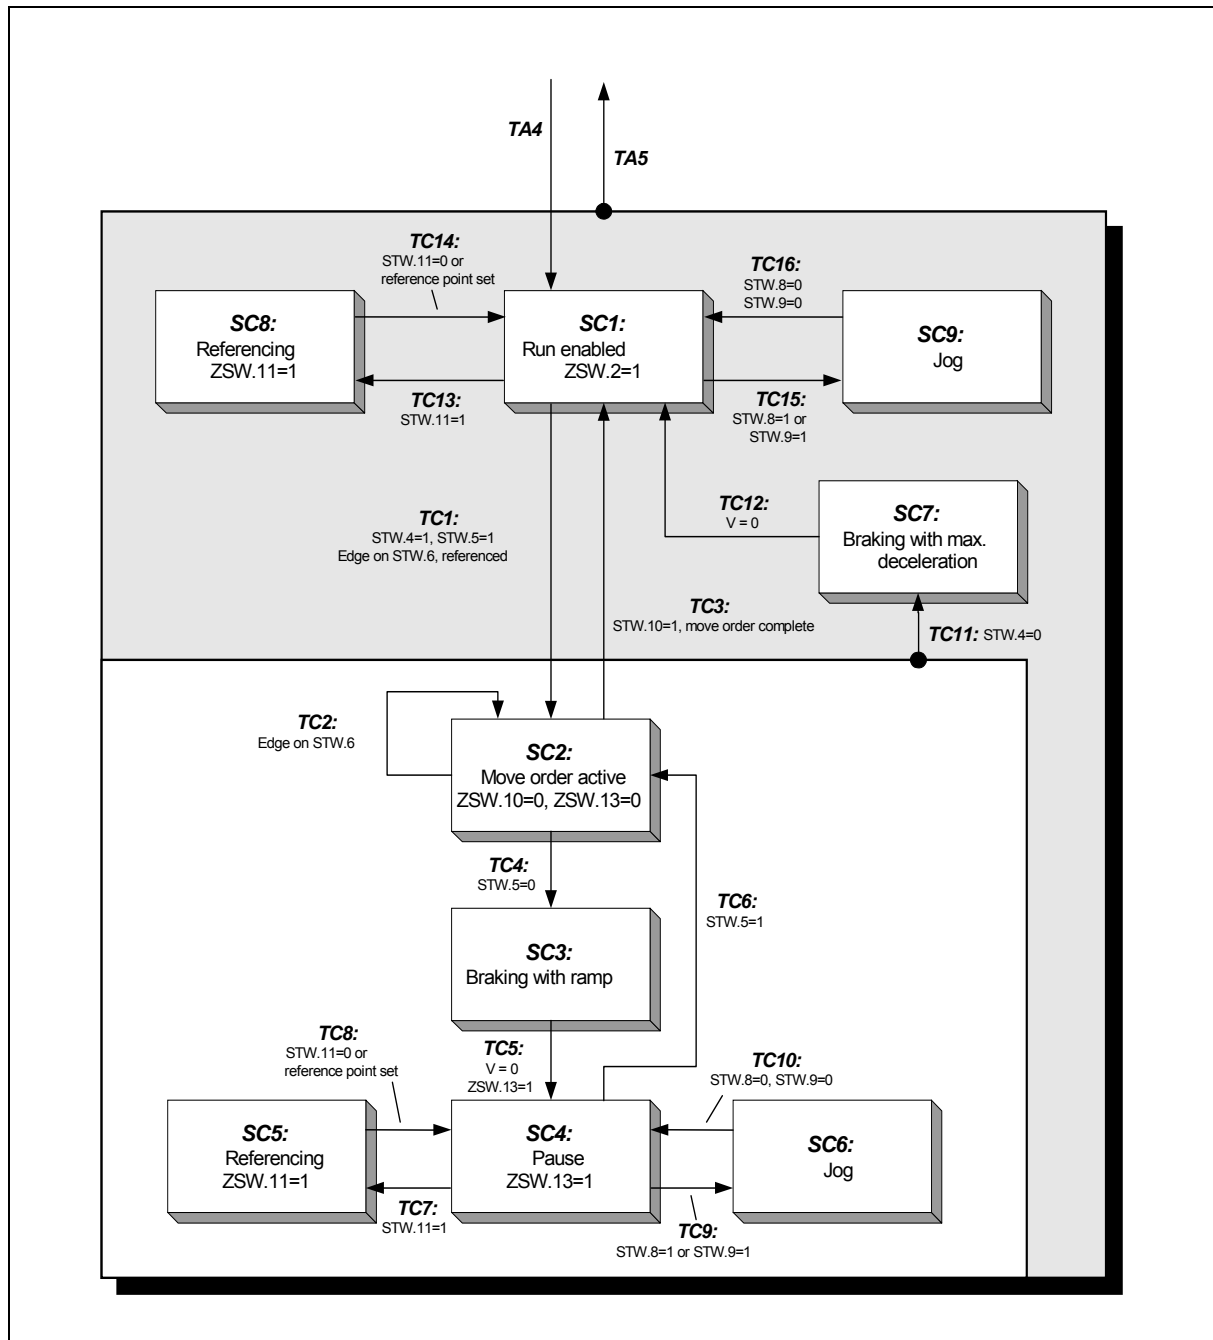 TA4
TA5
TC14:
STW.11=0 or
reference point set
TC16:
STW.8=0
STW.9=0
SC8:
Referencing
ZSW.11=1
SC1:
Run enabled
ZSW.2=1
SC9:
Jog
TC13:
STW.11=1
TC15:
STW.8=1 or
STW.9=1
TC1:
STW.4=1, STW.5=1
Edge on STW.6, referenced
TC12:
V = 0
SC7:
Braking with max.
deceleration
TC3:
STW.10=1, move order complete
TC11: STW.4=0
TC2:
Edge on STW.6
SC2:
Move order active
ZSW.10=0, ZSW.13=0
TC4:
STW.5=0
TC6:
STW.5=1
SC3:
Braking with ramp
TC8:
STW.11=0 or
reference point set
TC5:
V = 0
ZSW.13=1
TC10:
STW.8=0, STW.9=0
SC5:
Referencing
ZSW.11=1
SC4:
Pause
ZSW.13=1
SC6:
Jog
TC7:
STW.11=1
TC9:
STW.8=1 or STW.9=1